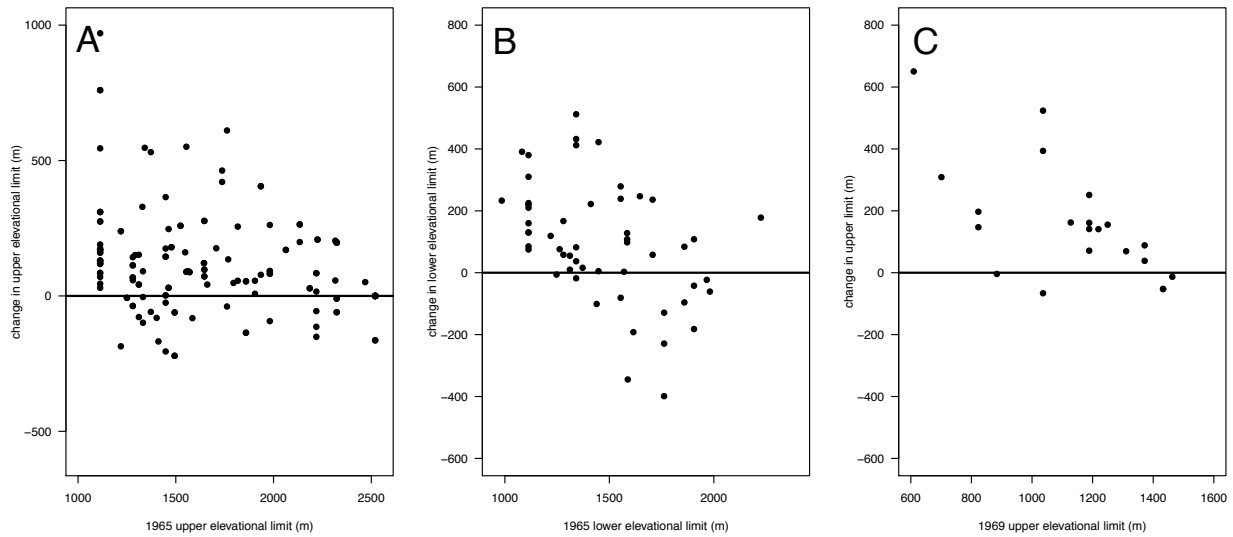 A
change in upper elevational limit (m)
1000
500
0
−500
1000 1500 2000 2500
1965 upper elevational limit (m)
B
change in lower elevational limit (m)
800
600
400
200
0
−200
−400
−600
1000 1500 2000
1965 lower elevational limit (m)
C
change in upper limit (m)
800
600
400
200
0
−200
−400
−600
600 800 1000 1200 1400 1600
1969 upper elevational limit (m)